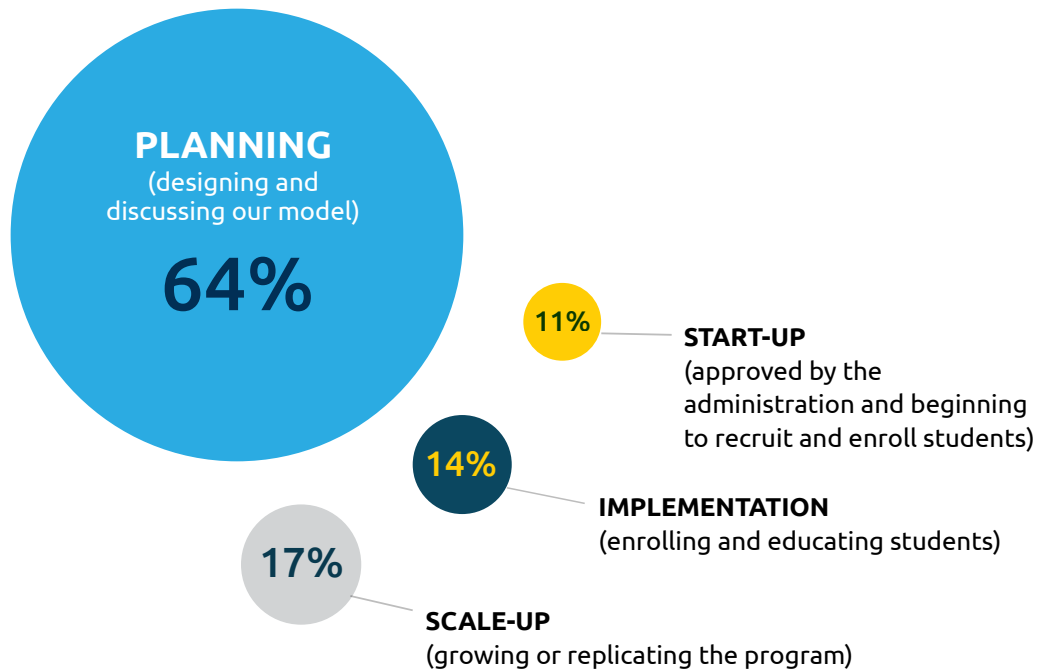 PLANNING
(designing and
discussing our model)
64%
11%
START-UP
(approved by the
administration and beginning
to recruit and enroll students)
14%
IMPLEMENTATION
(enrolling and educating students)
17%
SCALE-UP
(growing or replicating the program)